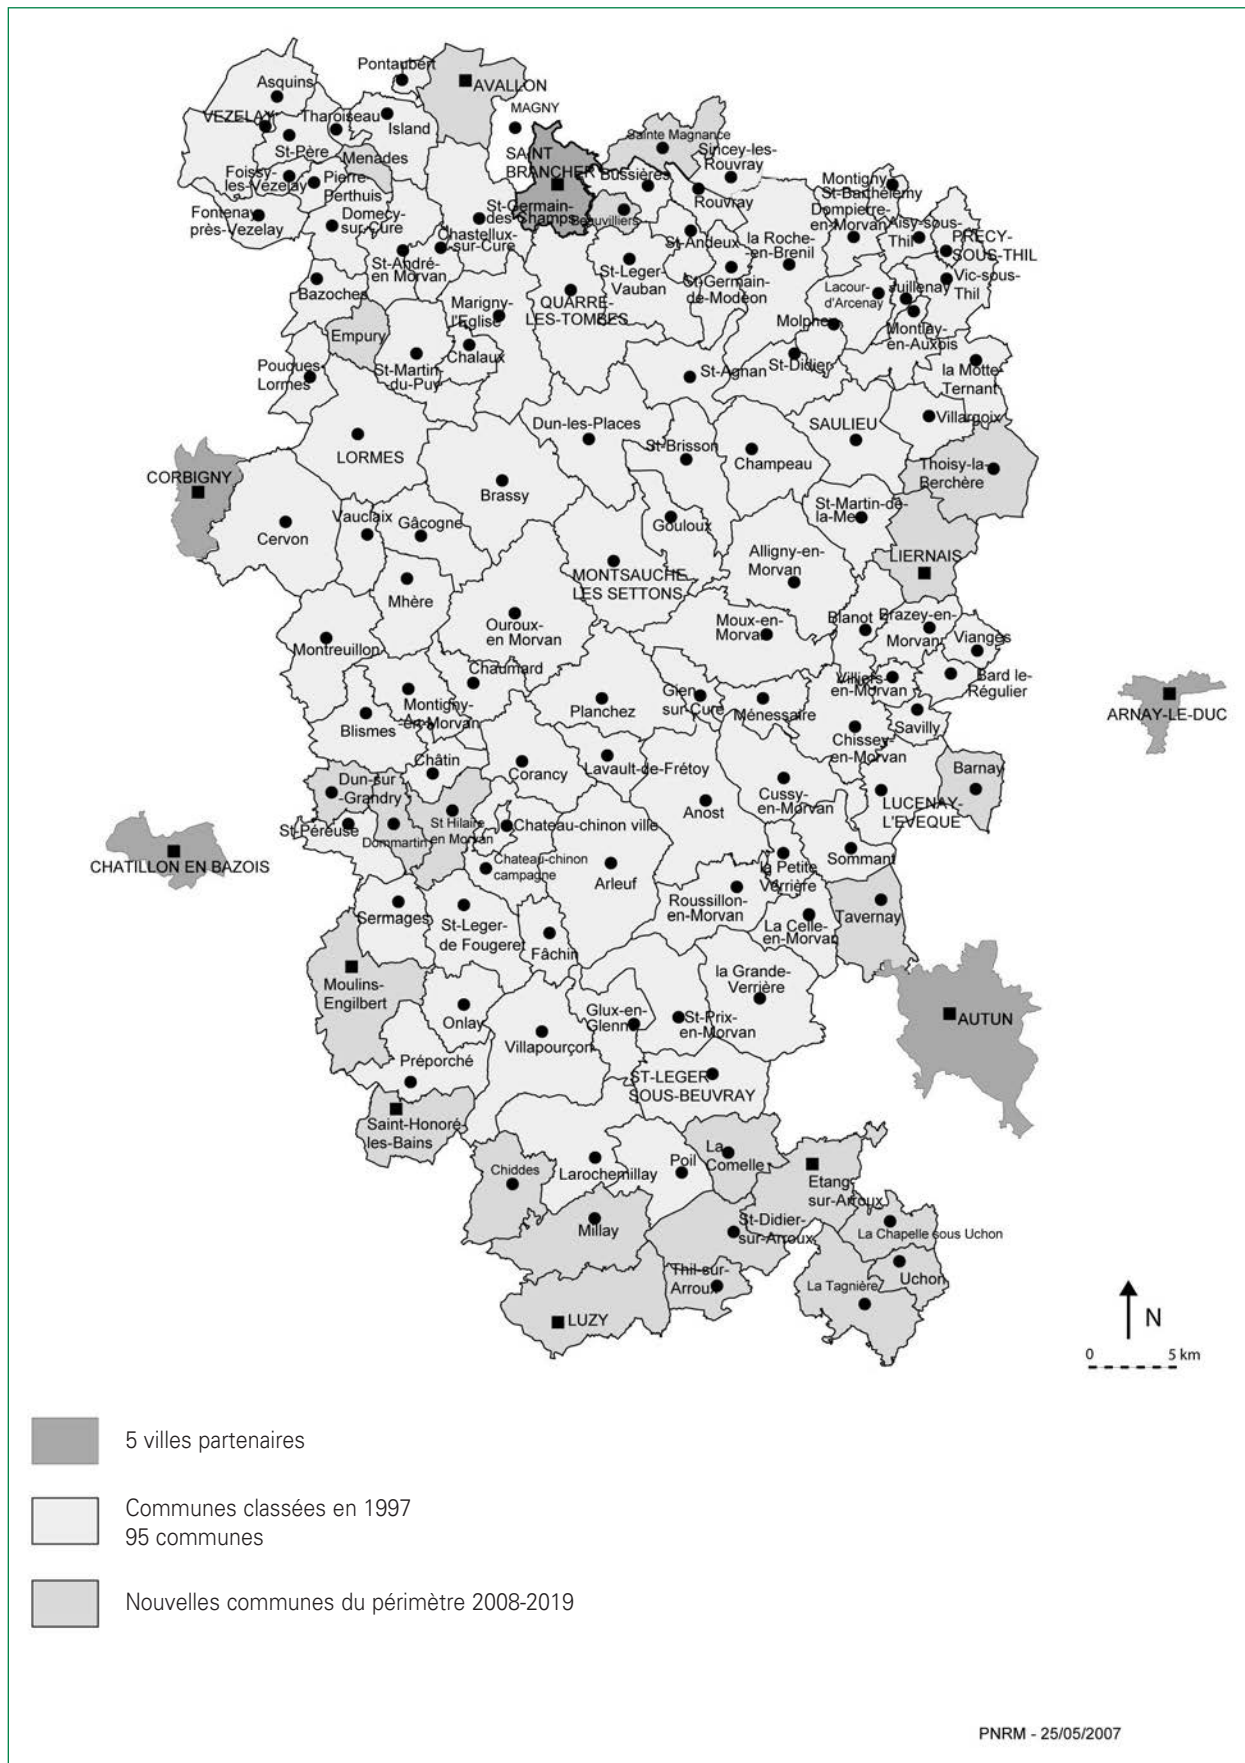 Pontaubert
Asquins
AVALLON
VEZELAY
Tharoiseau
Island
MAGNY
St-Père
Menades
SAINT
BRANCHER
Sainte Magnance
Sincey-les-
Rouvray
Bussières
Foissy-
les-Vezelay
Pierre-
Perthuis
Rouvray
Montigny-
St-Barthélemy
Fontenay-
près-Vezelay
Domecy-
sur-Cure
St-Germain-
des-Champs
Beauvilliers
Dompierre-
en-Morvan
Aisy-sous-
Thil
PRECY-
SOUS-THIL
Chastellux-
-sur-Cure
St-André-
en Morvan
St-Andeux
la Roche-
en-Brenil
St-Leger-
Vauban
St-Germain-
de-Modéon
Vic-sous-
Thil
Bazoches
Marigny-
l'Eglise
QUARRE-
LES-TOMBES
Lacour-
d'Arcenay
Juillenay
Empury
Molphey
Montlay-
en-Auxois
Pouques-
Lormes
St-Martin-
du-Puy
Chalaux
St-Agnan
St-Didier
la Motte-
Ternant
Dun-les-Places
St-Brisson
SAULIEU
Villargoix
LORMES
Champeau
Thoisy-la-
Berchère
CORBIGNY
Brassy
Vauclaix
Gâcogne
Gouloux
St-Martin-de-
la-Mer
Cervon
Alligny-en-
Morvan
LIERNAIS
MONTSAUCHE
LES SETTONS
Mhère
Ouroux-
en Morvan
Moux-en-
Morvan
Blanot
Brazey-en-
Morvan
Vianges
Montreuillon
Chaumard
Villiers-
en-Morvan
Bard le-
Régulier
Montigny-
en-Morvan
Planchez
Gien-
sur-Cure
Ménessaire
ARNAY-LE-DUC
Blismes
Savilly
Chissey-
en-Morvan
Châtin
Corancy
Lavault-de-Frétoy
Barnay
Dun-sur
-Grandry
Cussy-
en-Morvan
Anost
LUCENAY-
L'EVEQUE
St-Péreuse
Dommartin
St Hilaire
en Morvan
Chateau-chinon ville
CHATILLON EN BAZOIS
Chateau-chinon
campagne
Arleuf
la Petite
Verrière
Sommant
Sermages
St-Leger-
de Fougeret
Roussillon-
en-Morvan
La Celle-
en-Morvan
Tavernay
Fâchin
Moulins-
Engilbert
la Grande-
Verrière
Onlay
Glux-en-
Glenne
St-Prix-
en-Morvan
AUTUN
Villapourçon
Préporché
ST-LEGER
SOUS-BEUVRAY
Saint-Honoré-
les-Bains
Chiddes
Larochemillay
Poil
La
Comelle
Etang-
sur-Arroux
Millay
St-Didier-
sur-Arroux
La Chapelle sous Uchon
Thil-sur-
Arroux
La Tagnière
Uchon
LUZY
N
0 5 km
5 villes partenaires
Communes classées en 1997
95 communes
Nouvelles communes du périmètre 2008-2019
PNRM - 25/05/2007